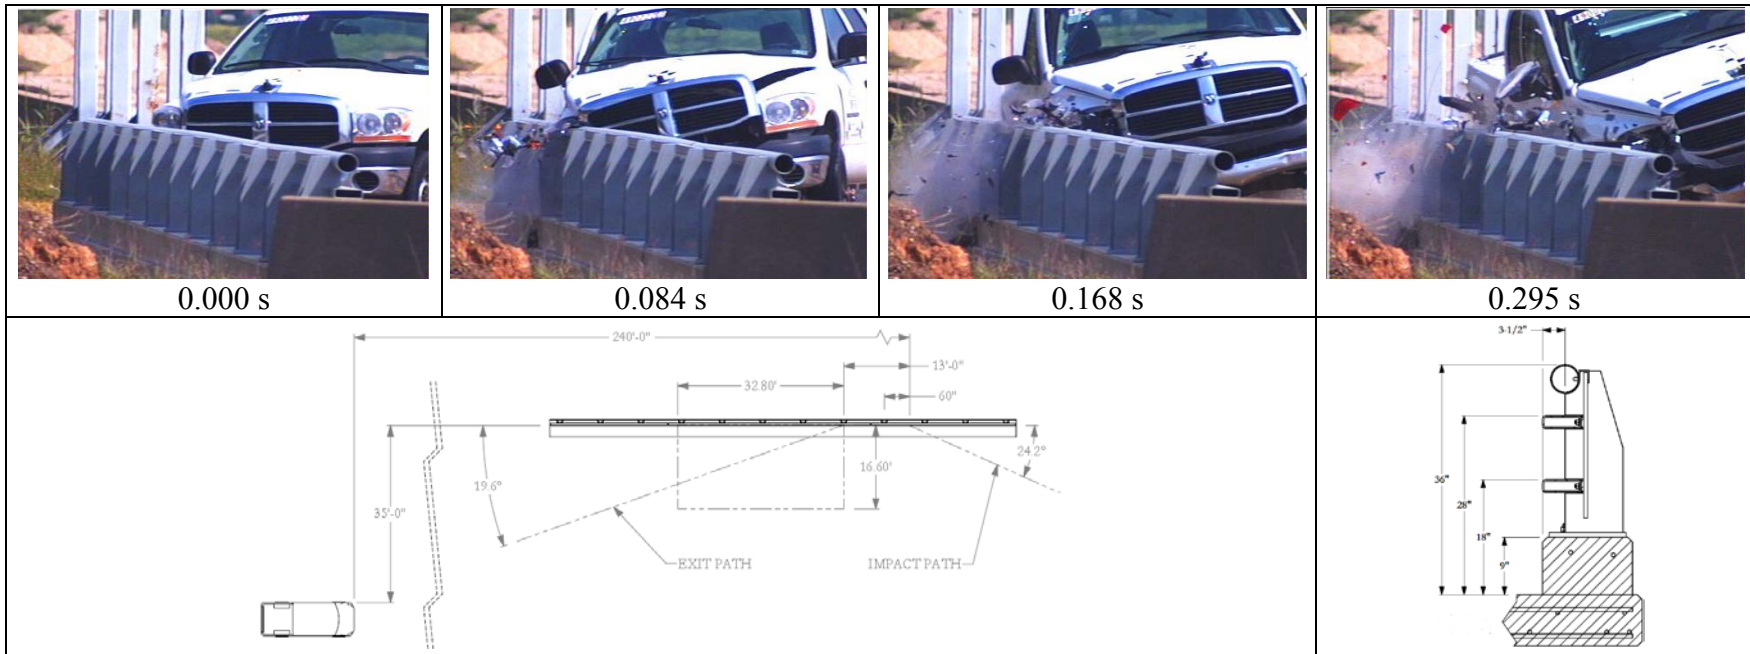 0.000 s
0.084 s
0.168 s
0.295 s
240'-0"
13'-0"
32.80'
60"
16.60'
24.2°
19.6°
35'-0"
EXIT PATH
IMPACT PATH
3-1/2"
36"
28"
18"
9"